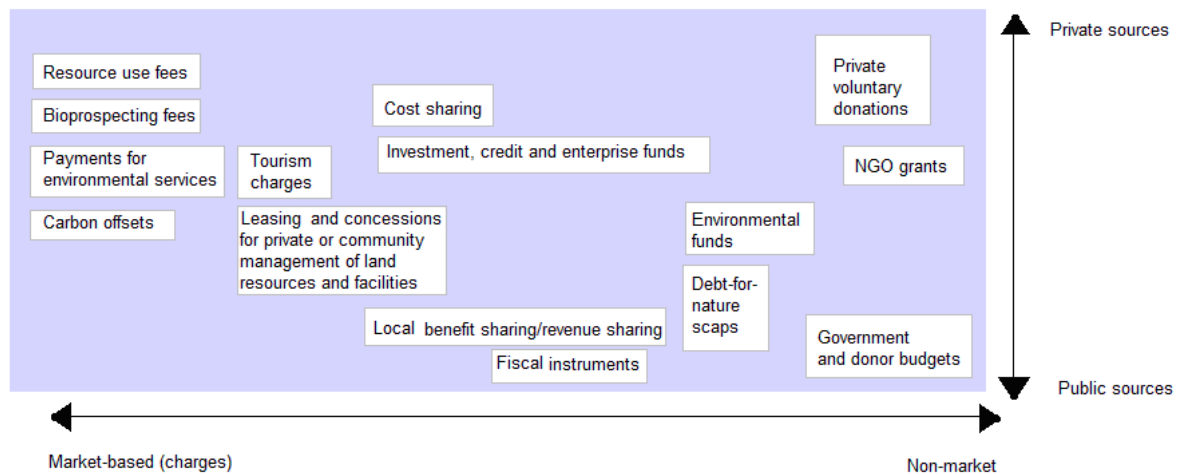 Private sources
Resource use fees
Bioprospecting fees
Payments for
environmental services
Carbon offsets
Tourism
charges
Leasing and concessions
for private or community
management of land
resources and facilities
Cost sharing
Investment, credit and enterprise funds
Local benefit sharing/revenue sharing
Fiscal instruments
Private
voluntary
donations
NGO grants
Environmental
funds
Debt-for-
nature
scaps
Government
and donor budgets
Public sources
Market-based (charges)
Non-market